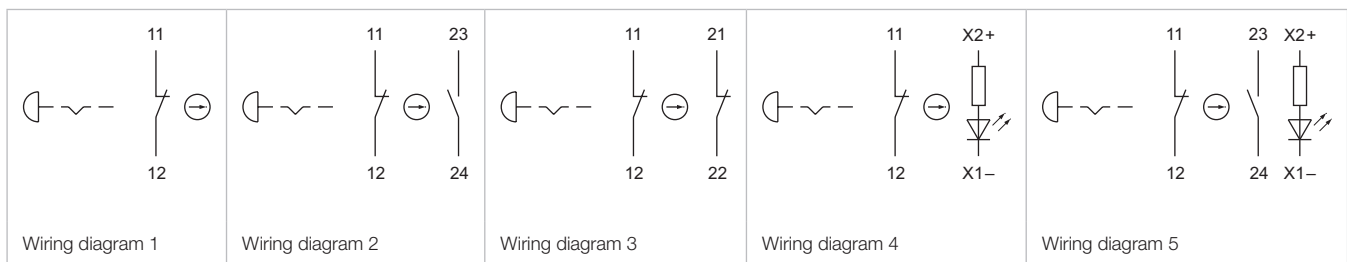 11
12
Wiring diagram 1
11 23
12 24
Wiring diagram 2
11 21
12 22
Wiring diagram 3
11 X2+
12 X1–
Wiring diagram 4
11 23 X2+
12 24 X1–
Wiring diagram 5